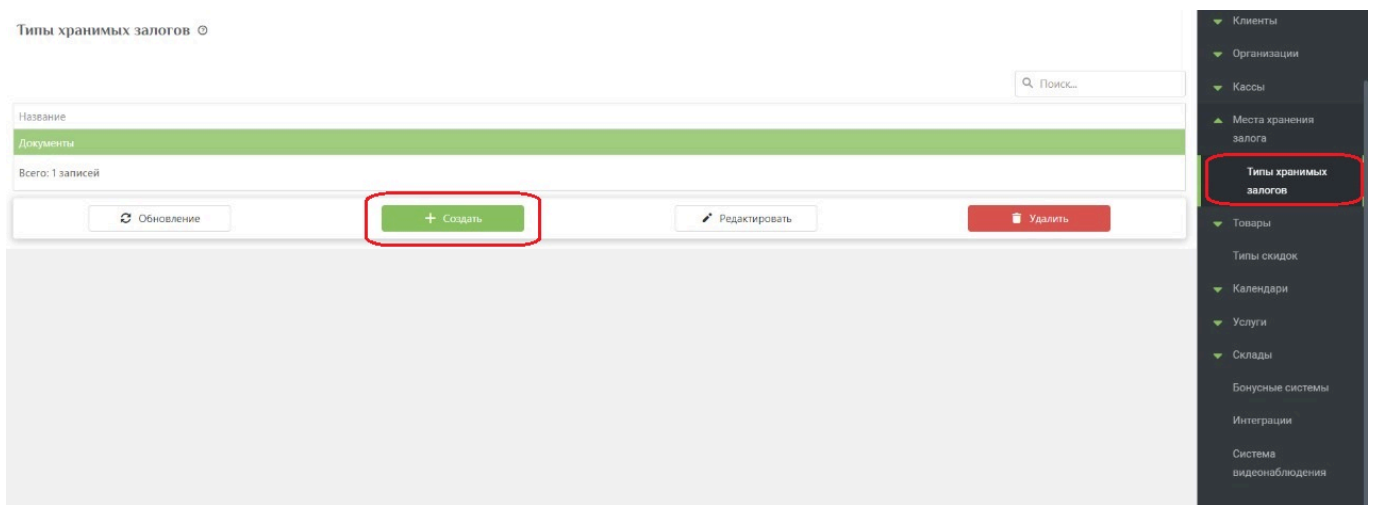 Типы хранимых залогов
Поиск...
Название
Документы
Всего: 1 записей
Обновление
Создать
Редактировать
Удалить
Клиенты
Организации
Кассы
Места хранения
залога
Типы хранимых
залогов
Товары
Типы скидок
Календари
Услуги
Склады
Бонусные системы
Интеграции
Система
видеонаблюдения